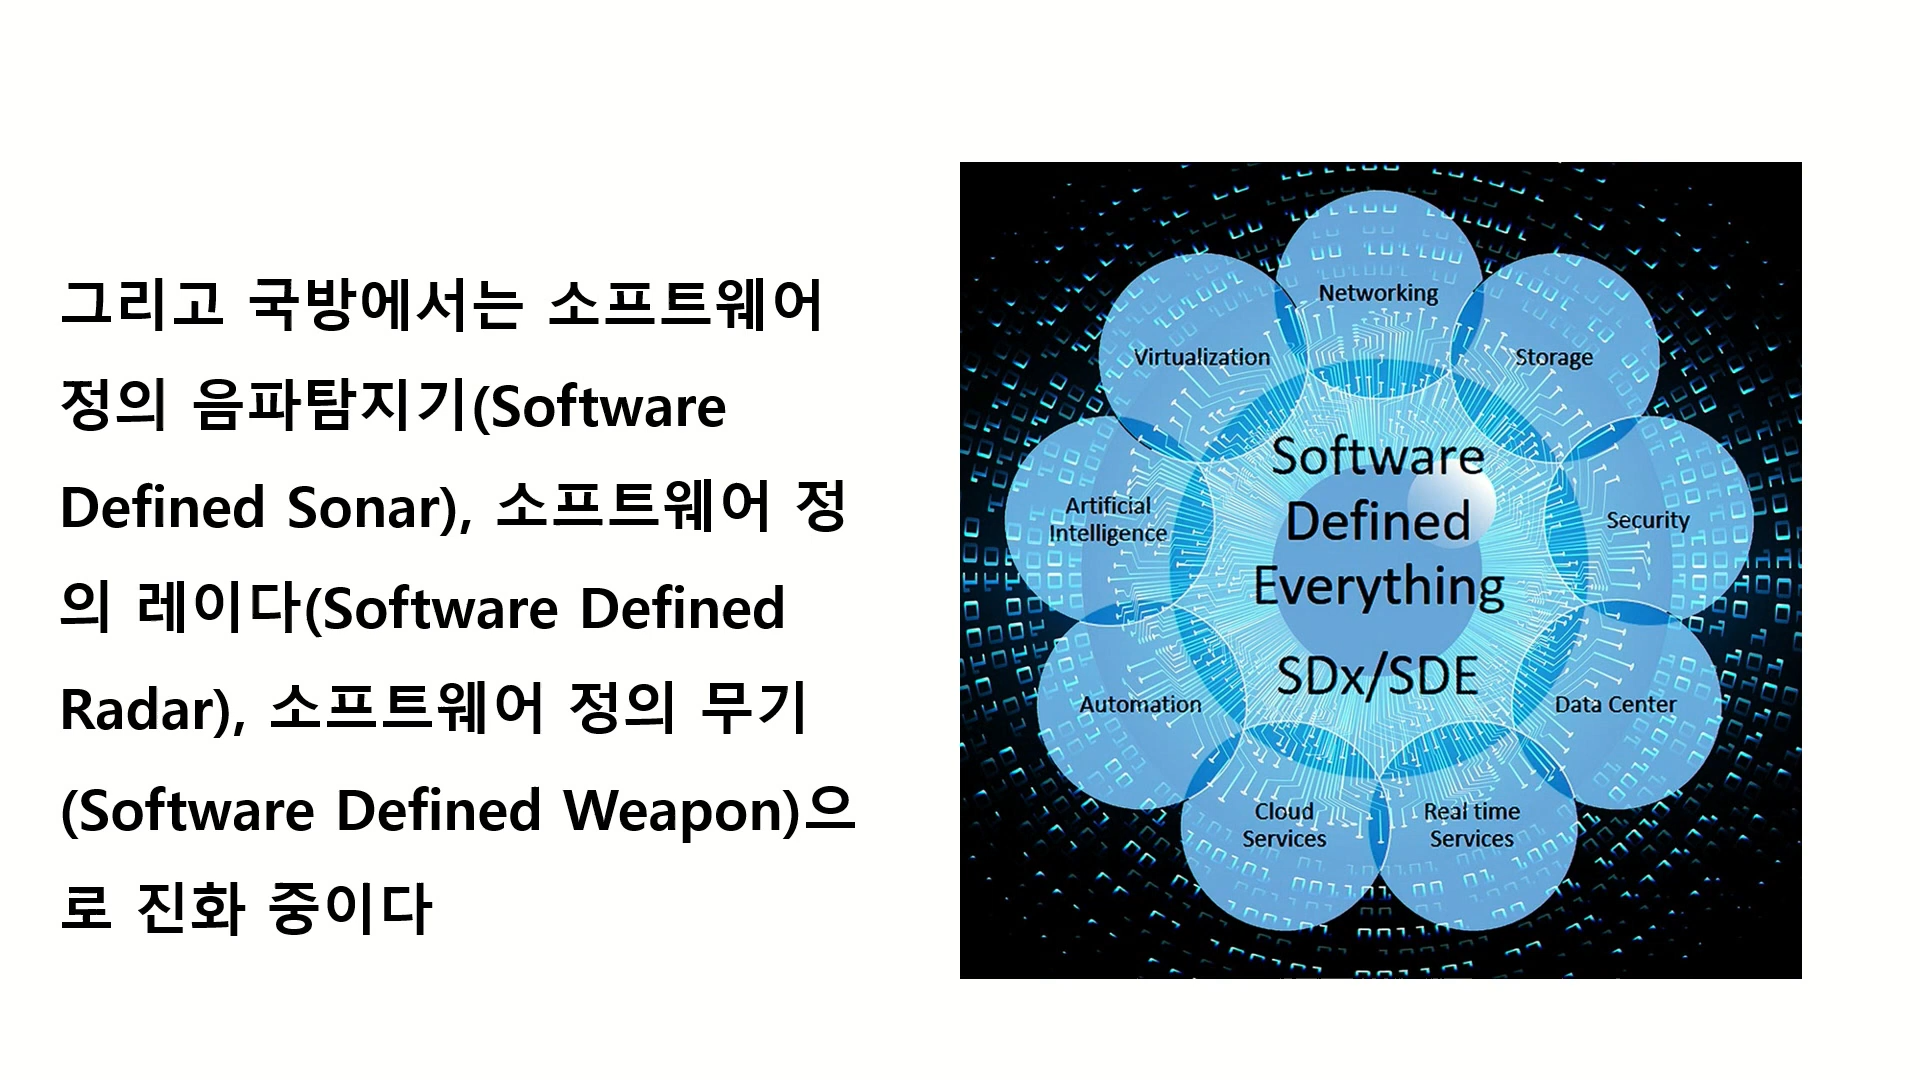 그리고 국방에서는 소프트웨어
정의 음파탐지기(Software
Defined Sonar), 소프트웨어 정
의 레이다(Software Defined
Radar), 소프트웨어 정의 무기
(Software Defined Weapon)으
로 진화 중이다
Networking
Virtualization
Storage
Artificial
Intelligence
Software
Defined
Everything
SDx/SDE
Security
Automation
Data Center
Cloud
Services
Real time
Services